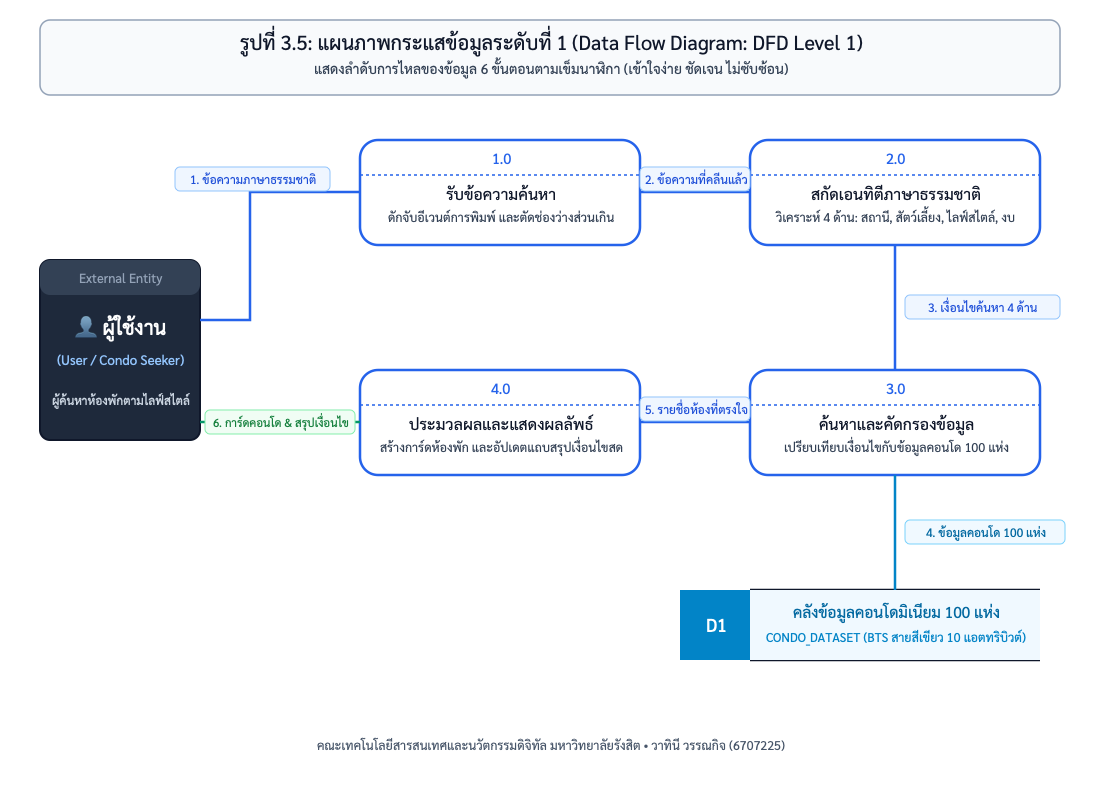 รูปที่ 3.5: แผนภาพกระแสข้อมูลระดับที่ 1 (Data Flow Diagram: DFD Level 1)
แสดงลำดับการไหลของข้อมูล 6 ขั้นตอนตามเข็มนาฬิกา (เข้าใจง่าย ชัดเจน ไม่ซับซ้อน)
1. ข้อความภาษาธรรมชาติ
1.0
รับข้อความค้นหา
ดักจับอีเวนต์การพิมพ์ และตัดช่องว่างส่วนเกิน
2. ข้อความที่คลีนแล้ว
2.0
สกัดเอนทิตีภาษาธรรมชาติ
วิเคราะห์ 4 ด้าน: สถานี, สัตว์เลี้ยง, ไลฟ์สไตล์, งบ
External Entity
👤 ผู้ใช้งาน
(User / Condo Seeker)
ผู้ค้นหาห้องพักตามไลฟ์สไตล์
3. เงื่อนไขค้นหา 4 ด้าน
6. การ์ดคอนโด & สรุปเงื่อนไข
4.0
ประมวลผลและแสดงผลลัพธ์
สร้างการ์ดห้องพัก และอัปเดตแถบสรุปเงื่อนไขสด
5. รายชื่อห้องที่ตรงใจ
3.0
ค้นหาและคัดกรองข้อมูล
เปรียบเทียบเงื่อนไขกับข้อมูลคอนโด 100 แห่ง
4. ข้อมูลคอนโด 100 แห่ง
D1
คลังข้อมูลคอนโดมิเนียม 100 แห่ง
CONDO_DATASET (BTS สายสีเขียว 10 แอตทริบิวต์)
คณะเทคโนโลยีสารสนเทศและนวัตกรรมดิจิทัล มหาวิทยาลัยรังสิต • วาทินี วรรณกิจ (6707225)